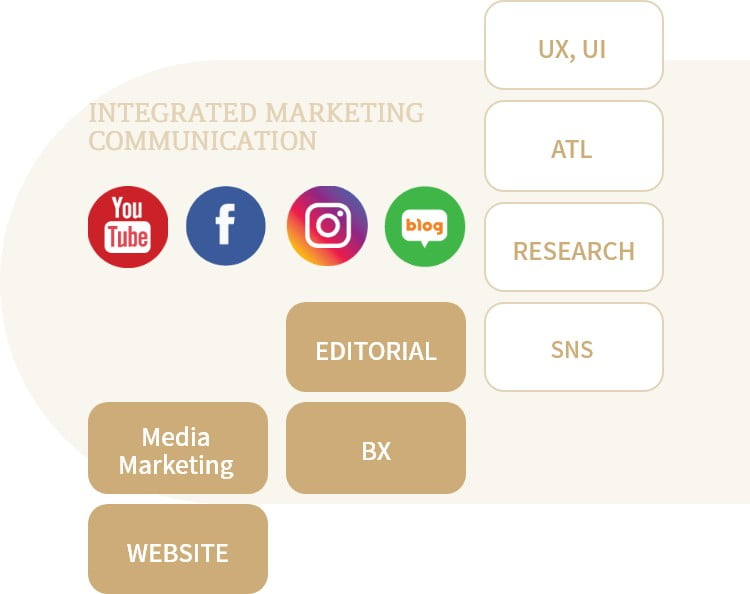 UX, UI
INTEGRATED MARKETING
COMMUNICATION
ATL
You
Tube
f
blog
RESEARCH
EDITORIAL
SNS
Media
Marketing
BX
WEBSITE